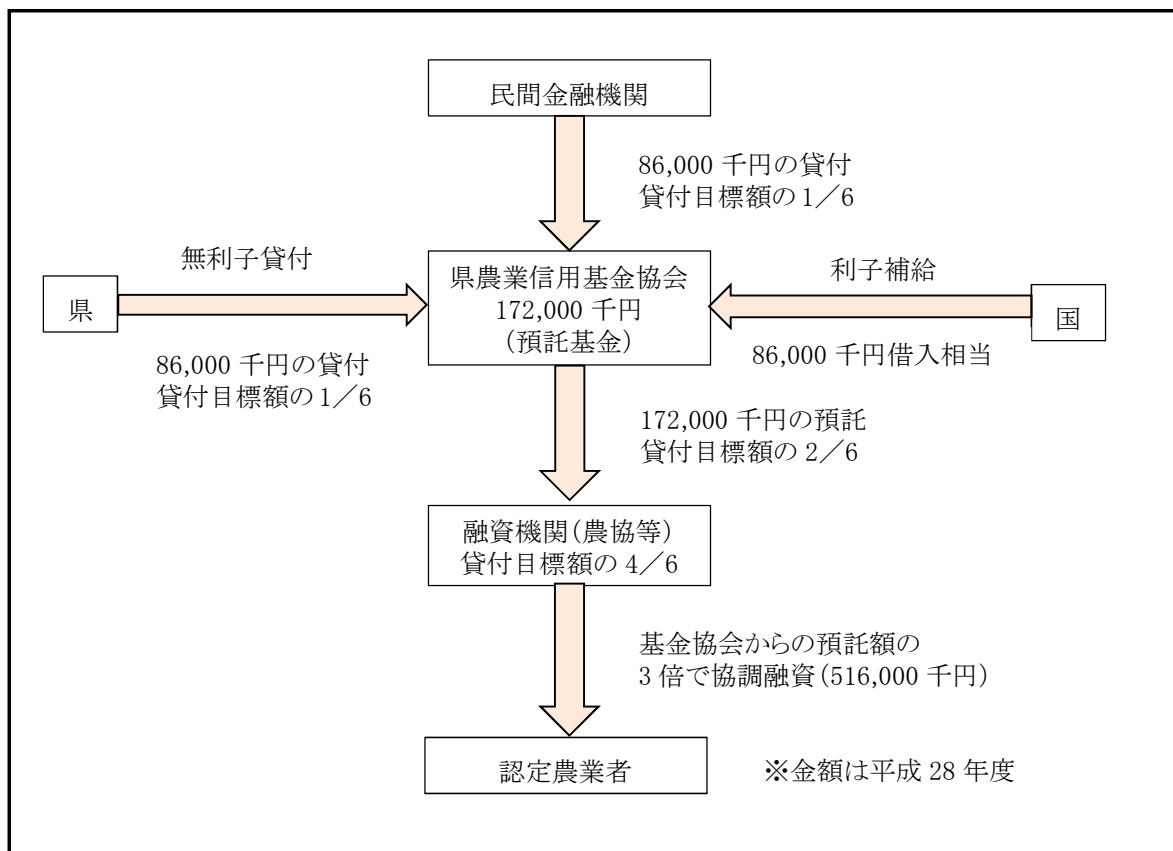 民間金融機関
86,000 千円の貸付
貸付目標額の 1／6
無利子貸付
県
86,000 千円の貸付
貸付目標額の 1／6
県農業信用基金協会
172,000 千円
（預託基金）
利子補給
国
86,000 千円借入相当
172,000 千円の預託
貸付目標額の 2／6
融資機関（農協等）
貸付目標額の 4／6
基金協会からの預託額の
3 倍で協調融資（516,000 千円）
認定農業者
※金額は平成 28 年度